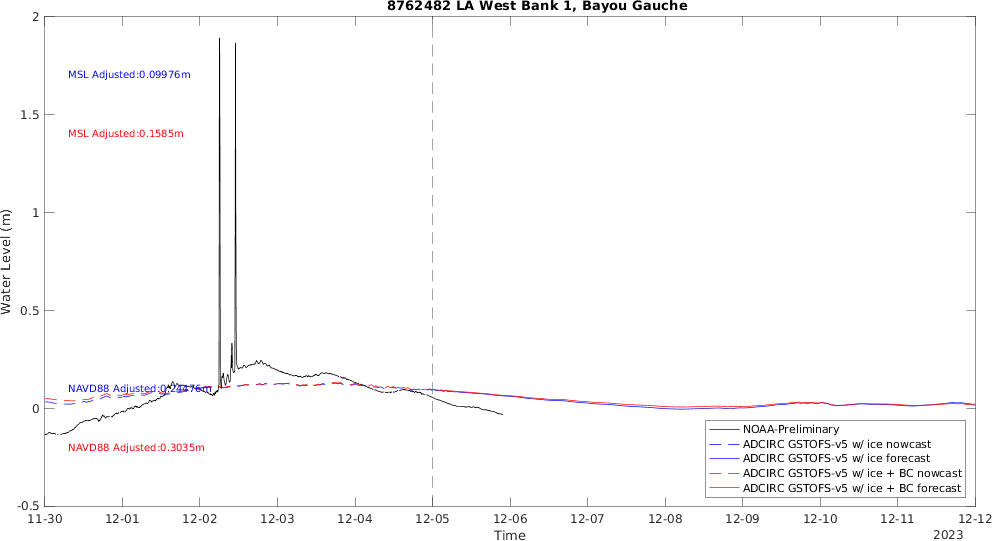 8762482 LA West Bank 1, Bayou Gauche
2
MSL Adjusted:0.09976m
1.5
MSL Adjusted:0.1585m
1
Water Level (m)
0.5
NAVD88 Adjusted:0.24476m
0
NAVD88 Adjusted:0.3035m
NOAA-Preliminary
ADCIRC GSTOFS-v5 w/ ice nowcast
ADCIRC GSTOFS-v5 w/ ice forecast
ADCIRC GSTOFS-v5 w/ ice + BC nowcast
ADCIRC GSTOFS-v5 w/ ice + BC forecast
-0.5
11-30 12-01 12-02 12-03 12-04 12-05 12-06 12-07 12-08 12-09 12-10 12-11 12-12
Time
2023